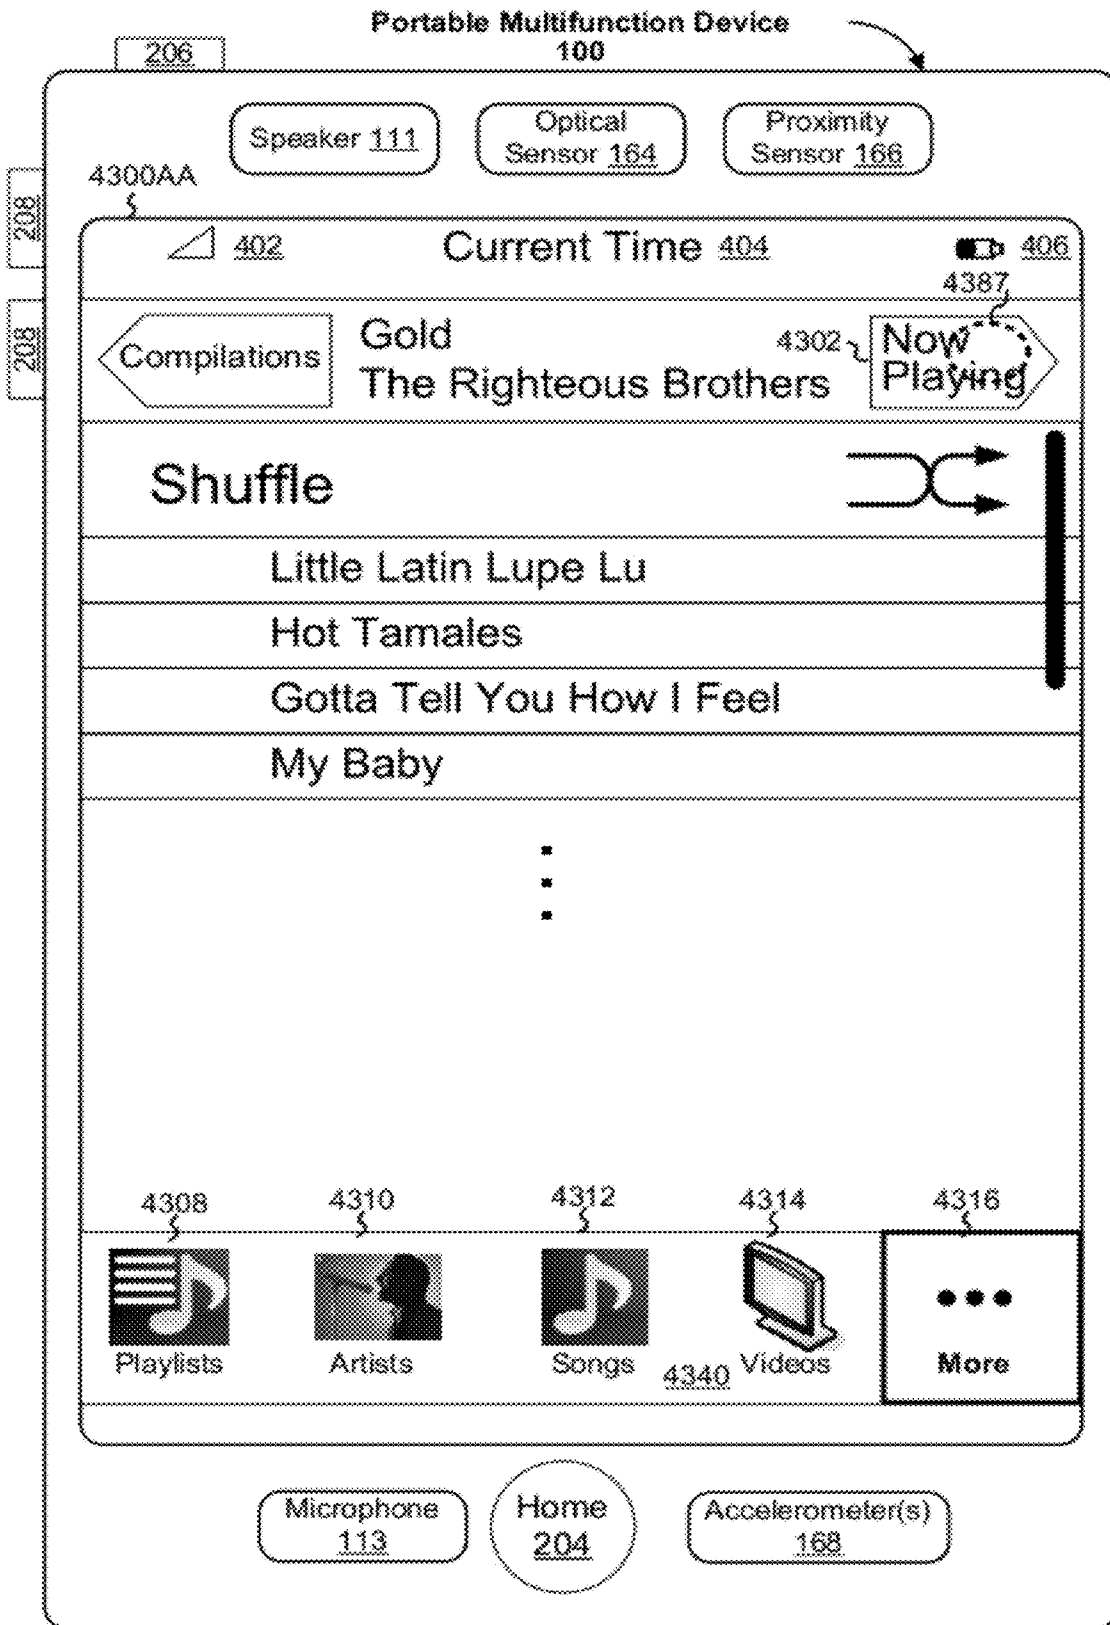 Portable Multifunction Device
100
206
Speaker 111
Optical
Sensor 164
Proximity
Sensor 166
4300AA
208
208
402
Current Time 404
406
4387
Compilations
Gold
The Righteous Brothers
4302
Now
Playing
Shuffle
Little Latin Lupe Lu
Hot Tamales
Gotta Tell You How I Feel
My Baby
4308
4310
4312
4314
4316
Playlists
Artists
Songs
4340
Videos
More
Microphone
113
Home
204
Accelerometer(s)
168